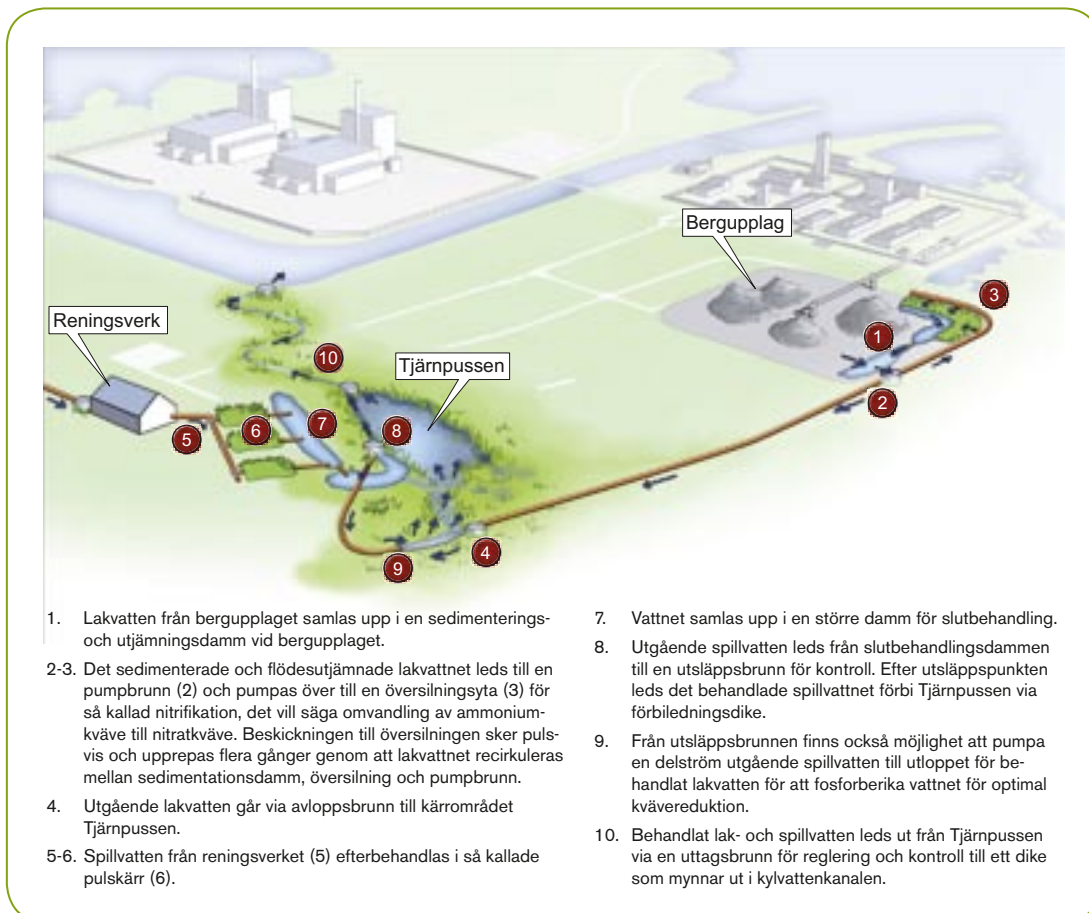 Bergupplag
3
Reningsverk
1
10
Tjärnpussen
2
5
6
7
8
4
9
1. Lakvatten från bergupplaget samlas upp i en sedimenterings-
och utjämningsdamm vid bergupplaget.
2-3. Det sedimenterade och flödesutjämnade lakvattnet leds till en
pumpbrunn (2) och pumpas över till en översilningsyta (3) för
så kallad nitrifikation, det vill säga omvandling av ammonium-
kväve till nitratkväve. Beskickningen till översilningen sker puls-
vis och upprepas flera gånger genom att lakvattnet recirkuleras
mellan sedimentationsdamm, översilning och pumpbrunn.
4. Utgående lakvatten går via avloppsbrunn till kärrområdet
Tjärnpussen.
5-6. Spillvatten från reningsverket (5) efterbehandlas i så kallade
pulskärr (6).
7. Vattnet samlas upp i en större damm för slutbehandling.
8. Utgående spillvatten leds från slutbehandlingsdammen
till en utsläppsbrunn för kontroll. Efter utsläppspunkten
leds det behandlade spillvattnet förbi Tjärnpussen via
förbiledningsdike.
9. Från utsläppsbrunnen finns också möjlighet att pumpa
en delström utgående spillvatten till utloppet för be-
handlat lakvatten för att fosforberika vattnet för optimal
kvävereduktion.
10. Behandlat lak- och spillvatten leds ut från Tjärnpussen
via en uttagsbrunn för reglering och kontroll till ett dike
som mynnar ut i kylvattenkanalen.